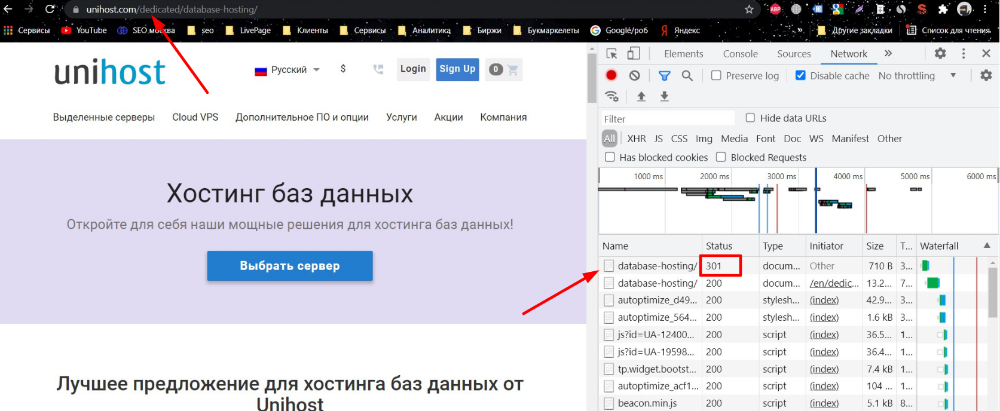 unihost.com/dedicated/database-hosting/
ABP
Сервисы YouTube SEO москва seo LivePage Клиенты Сервисы Аналитика Биржи Букмаркелеты Google/роб Яндекс » Другие закладки Список для чтения
unihost
Русский $ Login Sign Up 0
Выделенные серверы Cloud VPS Дополнительное ПО и опции Услуги Акции Компания
Хостинг баз данных
Откройте для себя наши мощные решения для хостинга баз данных!
Выбрать сервер
Лучшее предложение для хостинга баз данных от
Unihost
Elements Console Sources Network »
Preserve log Disable cache No throttling
Filter Hide data URLs
All XHR JS CSS Img Media Font Doc WS Manifest Other
Has blocked cookies Blocked Requests
1000 ms 2000 ms 3000 ms 4000 ms 5000 ms 6000 ms
Name Status Type Initiator Size T... Waterfall
database-hosting/ 301 docum... Other 710 B 3...
database-hosting/ 200 docum... /en/dedic... 13.2... 7...
autoptimize_d49... 200 stylesh... (index) 42.9... 3...
autoptimize_564... 200 stylesh... (index) 1.6 kB 3...
js?id=UA-12400... 200 script (index) 36.5... 1...
js?id=UA-19598... 200 script (index) 36.4... 1...
tp.widget.bootst... 200 script (index) 7.4 kB 1...
autoptimize_acf1... 200 script (index) 104 ... 1...
beacon.min.js 200 script (index) 5.1 kB 8...